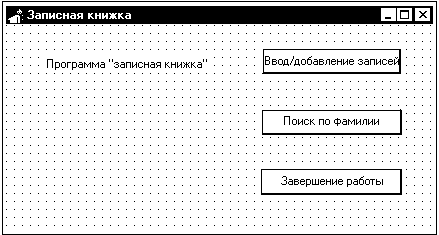 Записная книжка
Программа "записная книжка"
Ввод/добавление записей
Поиск по фамилии
Завершение работы